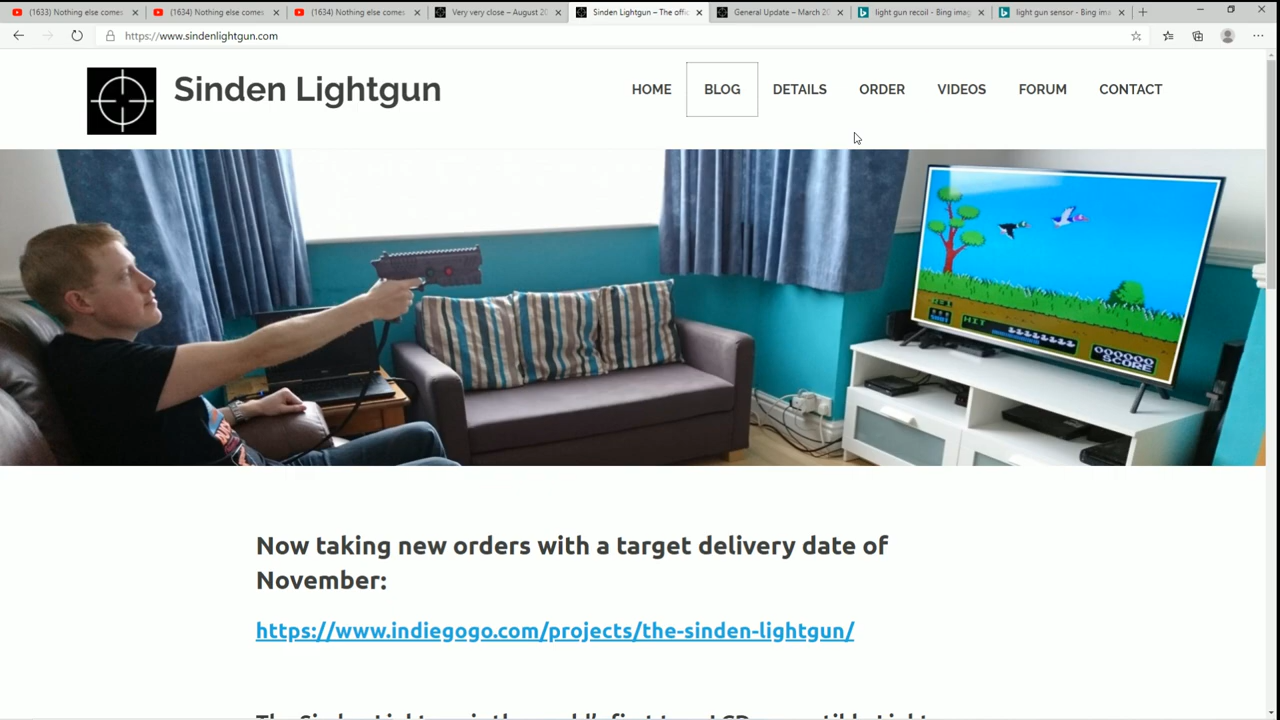 (1633) Nothing else comes
(1634) Nothing else comes
(1634) Nothing else comes
Very very close – August 20
Sinden Lightgun – The offi
General Update – March 20
light gun recoil - Bing imag
light gun sensor - Bing ima
https://www.sindenlightgun.com
Sinden Lightgun
HOME
BLOG
DETAILS
ORDER
VIDEOS
FORUM
CONTACT
HIT
000000
SCORE
Now taking new orders with a target delivery date of
November:
https://www.indiegogo.com/projects/the-sinden-lightgun/